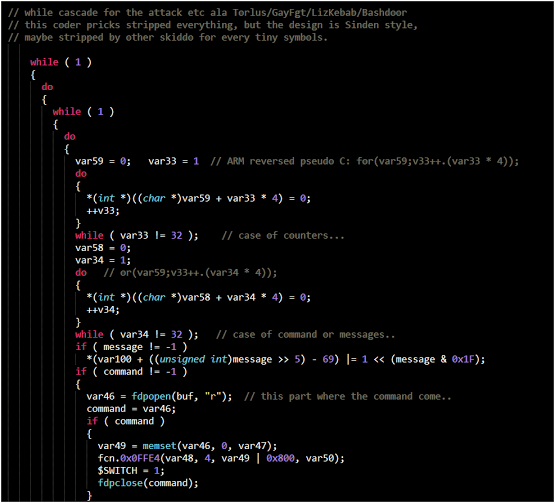 // while cascade for the attack etc ala Torlus/GayFgt/LizKebab/Bashdoor
// this coder pricks stripped everything, but the design is Sinden style,
// maybe stripped by other skiddo for every tiny symbols.
while ( 1 )
{
do
{
while ( 1 )
{
do
{
var59 = 0;   var33 = 1  // ARM reversed pseudo C: for(var59;v33++.(var33 * 4));
do
{
*(int *)((char *)var59 + var33 * 4) = 0;
++v33;
}
while ( var33 != 32 );    // case of counters...
var58 = 0;
var34 = 1;
do   // or(var59;v33++.(var34 * 4));
{
*(int *)((char *)var58 + var34 * 4) = 0;
++v34;
}
while ( var34 != 32 );   // case of command or messages..
if ( message != -1 )
*(var100 + ((unsigned int)message >> 5) - 69) |= 1 << (message & 0x1F);
if ( command != -1 )
{
var46 = fdpopen(buf, "r");  // this part where the command come..
command = var46;
if ( command )
{
var49 = memset(var46, 0, var47);
fcn.0x0FFE4(var48, 4, var49 | 0x800, var50);
$SWITCH = 1;
fdpclose(command);
}